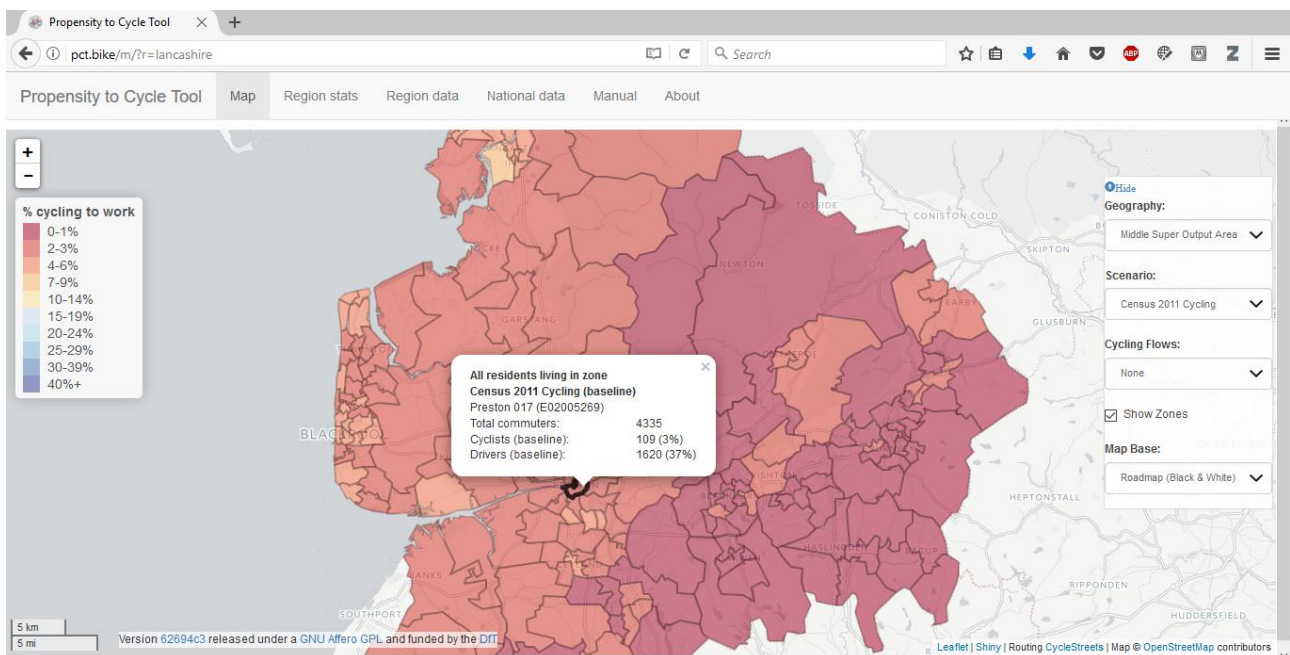 Propensity to Cycle Tool
pct.bike/m/?r=lancashire
Search
ABP
Z
Propensity to Cycle Tool Map Region stats Region data National data Manual About
+
−
% cycling to work
0-1%
2-3%
4-6%
7-9%
10-14%
15-19%
20-24%
25-29%
30-39%
40%+
TOSSIDE
CONISTON COLD
SKIPTON
NEWTON
EARBY
GLUSBURN
GARSTANG
HEPTONSTALL
HASLINGDEN
BACUP
RIPPONDEN
BANKS
SOUTHPORT
HUDDERSFIELD
All residents living in zone
Census 2011 Cycling (baseline)
Preston 017 (E02005269)
Total commuters: 4335
Cyclists (baseline): 109 (3%)
Drivers (baseline): 1620 (37%)
Hide
Geography:
Middle Super Output Area
Scenario:
Census 2011 Cycling
Cycling Flows:
None
Show Zones
Map Base:
Roadmap (Black & White)
5 km
5 mi
Version 62694c3 released under a GNU Affero GPL and funded by the DfT
Leaflet | Shiny | Routing CycleStreets | Map © OpenStreetMap contributors